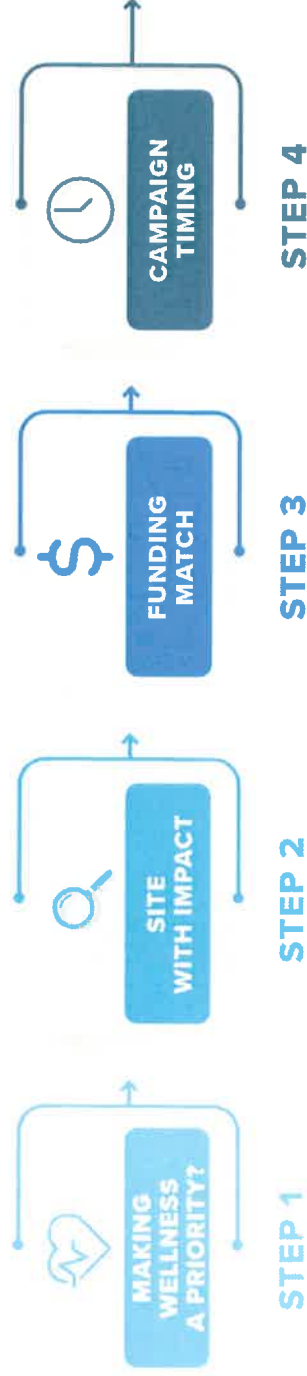 MAKING
WELLNESS
A PRIORITY?
STEP 1
SITE
WITH IMPACT
STEP 2
$
FUNDING
MATCH
STEP 3
CAMPAIGN
TIMING
STEP 4